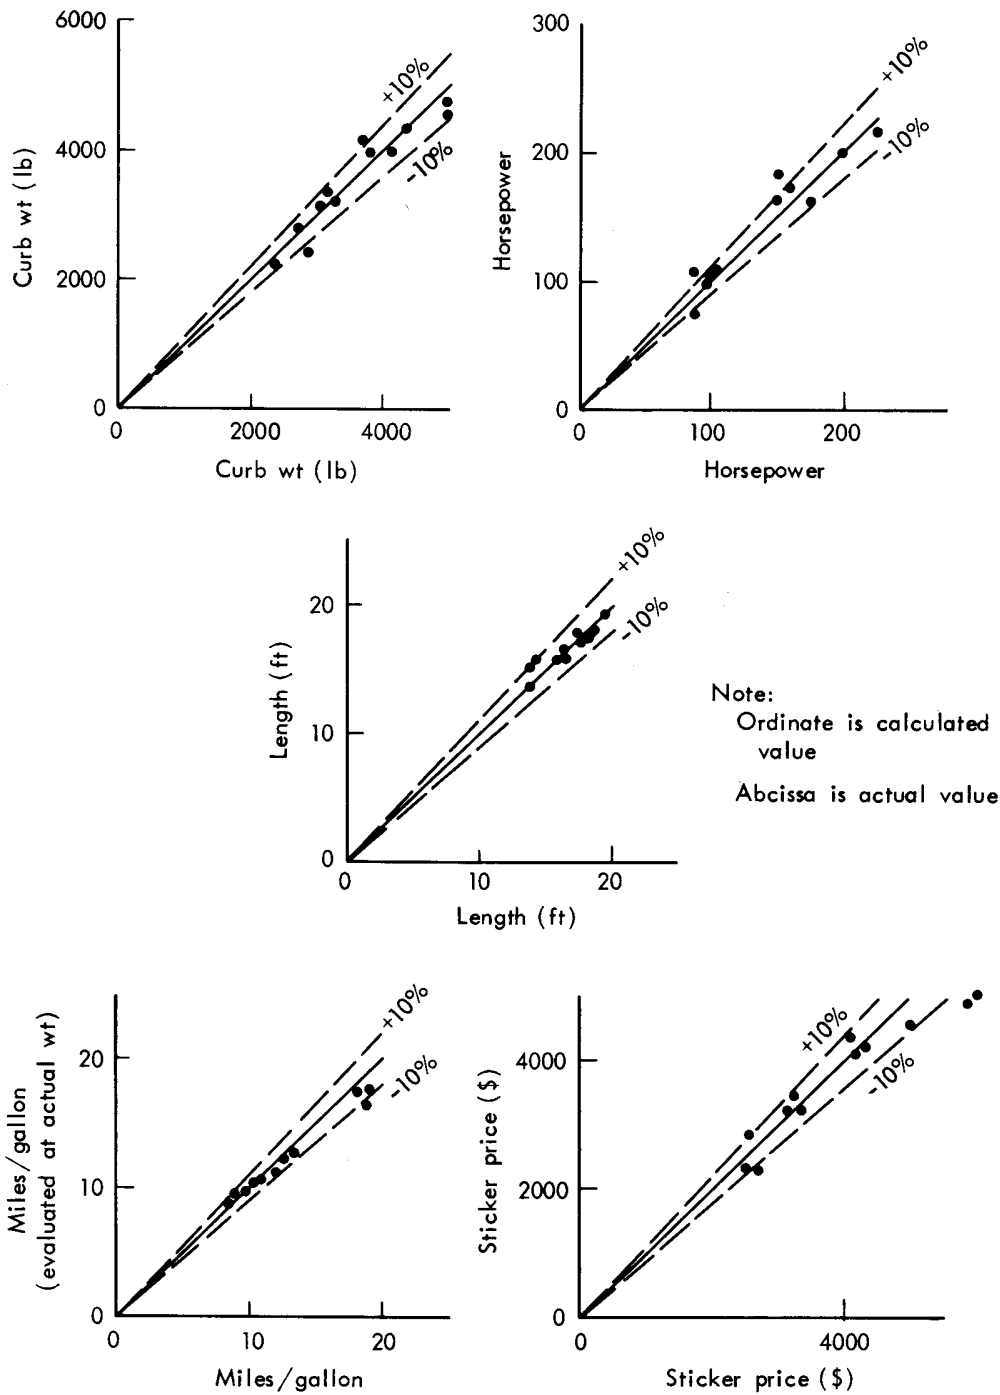 6000
4000
2000
0
Curb wt (lb)
+10%
-10%
0
2000
4000
Curb wt (lb)
300
200
100
0
Horsepower
+10%
-10%
0
100
200
Horsepower
20
10
0
Length (ft)
+10%
-10%
0
10
20
Length (ft)
Note:
Ordinate is calculated
value
Abcissa is actual value
20
10
0
Miles/gallon
(evaluated at actual wt)
+10%
-10%
0
10
20
Miles/gallon
4000
2000
0
Sticker price ($)
+10%
-10%
0
4000
Sticker price ($)